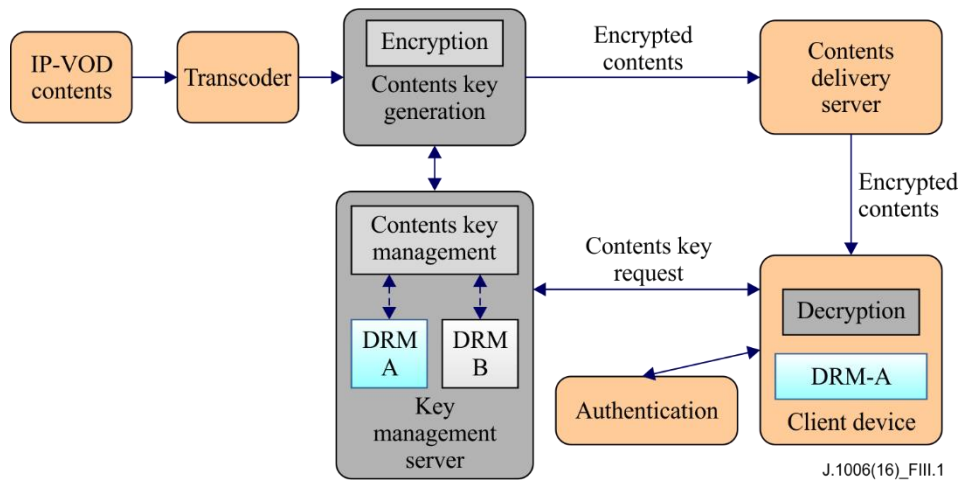 IP-VOD
contents
Transcoder
Encryption
Contents key
generation
Encrypted
contents
Contents
delivery
server
Encrypted
contents
Contents key
management
DRM
A
DRM
B
Key
management
server
Contents key
request
Authentication
Decryption
DRM-A
Client device
J.1006(16)_FIII.1